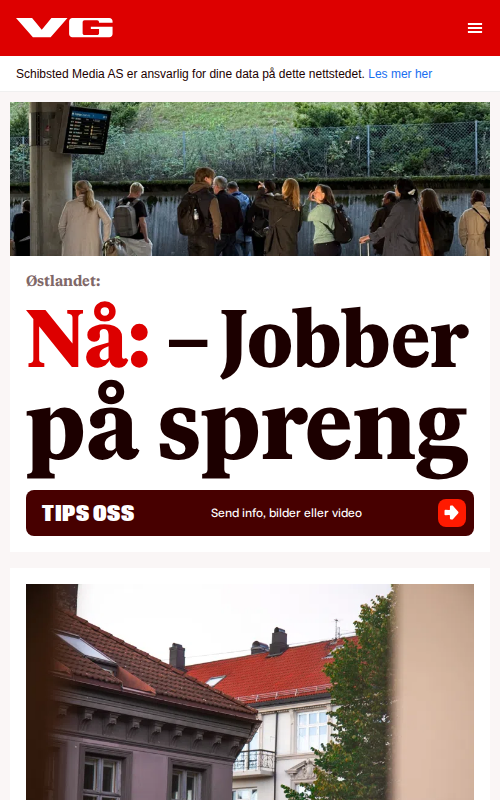 VG
Schibsted Media AS er ansvarlig for dine data på dette nettstedet. Les mer her
Østlandet:
Nå: – Jobber
på spreng
TIPS OSS
Send info, bilder eller video